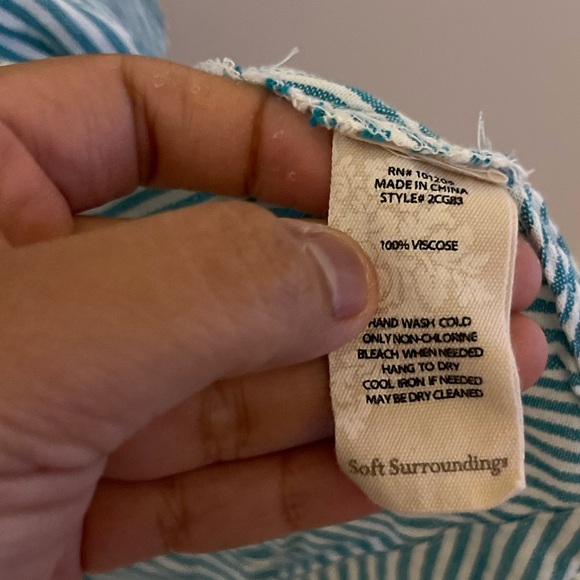 RN# 101205
MADE IN CHINA
STYLE# 2CG83
100% VISCOSE
HAND WASH COLD
ONLY NON-CHLORINE
BLEACH WHEN NEEDED
HANG TO DRY
COOL IRON IF NEEDED
MAY BE DRY CLEANED
Soft Surroundings